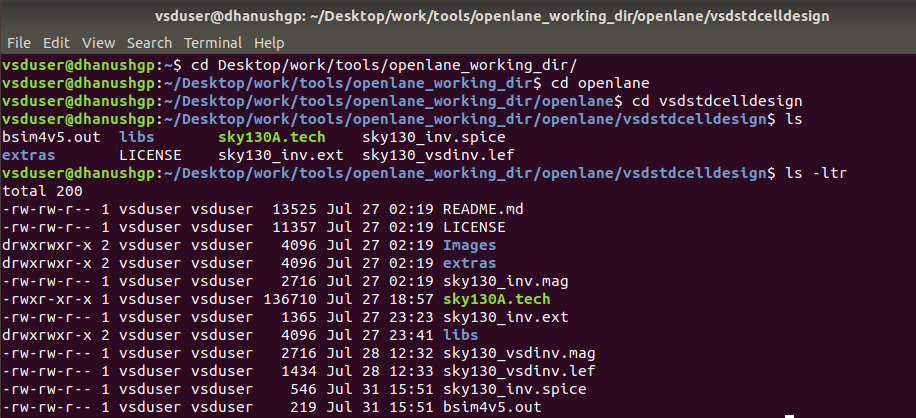 vsduser@dhanushgp: ~/Desktop/work/tools/openlane_working_dir/openlane/vsdstdcelldesign
File Edit View Search Terminal Help
vsduser@dhanushgp:~$ cd Desktop/work/tools/openlane_working_dir/
vsduser@dhanushgp:~/Desktop/work/tools/openlane_working_dir$ cd openlane
vsduser@dhanushgp:~/Desktop/work/tools/openlane_working_dir/openlane$ cd vsdstdcelldesign
vsduser@dhanushgp:~/Desktop/work/tools/openlane_working_dir/openlane/vsdstdcelldesign$ ls
bsim4v5.out libs sky130A.tech sky130_inv.spice
extras LICENSE sky130_inv.ext sky130_vsdinv.lef
vsduser@dhanushgp:~/Desktop/work/tools/openlane_working_dir/openlane/vsdstdcelldesign$ ls -ltr
total 200
-rw-rw-r-- 1 vsduser vsduser 13525 Jul 27 02:19 README.md
-rw-rw-r-- 1 vsduser vsduser 11357 Jul 27 02:19 LICENSE
drwxrwxr-x 2 vsduser vsduser 4096 Jul 27 02:19 Images
drwxrwxr-x 2 vsduser vsduser 4096 Jul 27 02:19 extras
-rw-rw-r-- 1 vsduser vsduser 2716 Jul 27 02:19 sky130_inv.mag
-rwxr-xr-x 1 vsduser vsduser 136710 Jul 27 18:57 sky130A.tech
-rw-rw-r-- 1 vsduser vsduser 1365 Jul 27 23:23 sky130_inv.ext
drwxrwxr-x 2 vsduser vsduser 4096 Jul 27 23:41 libs
-rw-rw-r-- 1 vsduser vsduser 2716 Jul 28 12:32 sky130_vsdinv.mag
-rw-rw-r-- 1 vsduser vsduser 1434 Jul 28 12:33 sky130_vsdinv.lef
-rw-rw-r-- 1 vsduser vsduser 546 Jul 31 15:51 sky130_inv.spice
-rw-rw-r-- 1 vsduser vsduser 219 Jul 31 15:51 bsim4v5.out